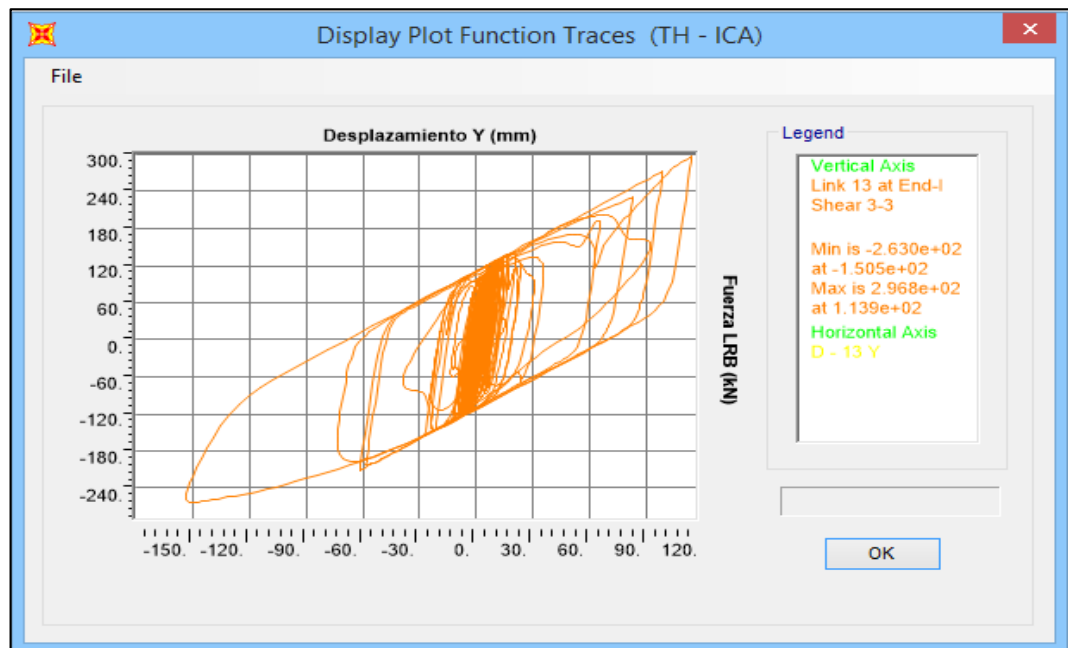 Display Plot Function Traces (TH - ICA)
×
File
Desplazamiento Y (mm)
300.
240.
180.
120.
60.
0.
-60.
-120.
-180.
-240.
-150. -120. -90. -60. -30. 0. 30. 60. 90. 120.
Fuerza LRB (kN)
Legend
Vertical Axis
Link 13 at End-I
Shear 3-3
Min is -2.630e+02
at -1.505e+02
Max is 2.968e+02
at 1.139e+02
Horizontal Axis
D - 13 Y
OK